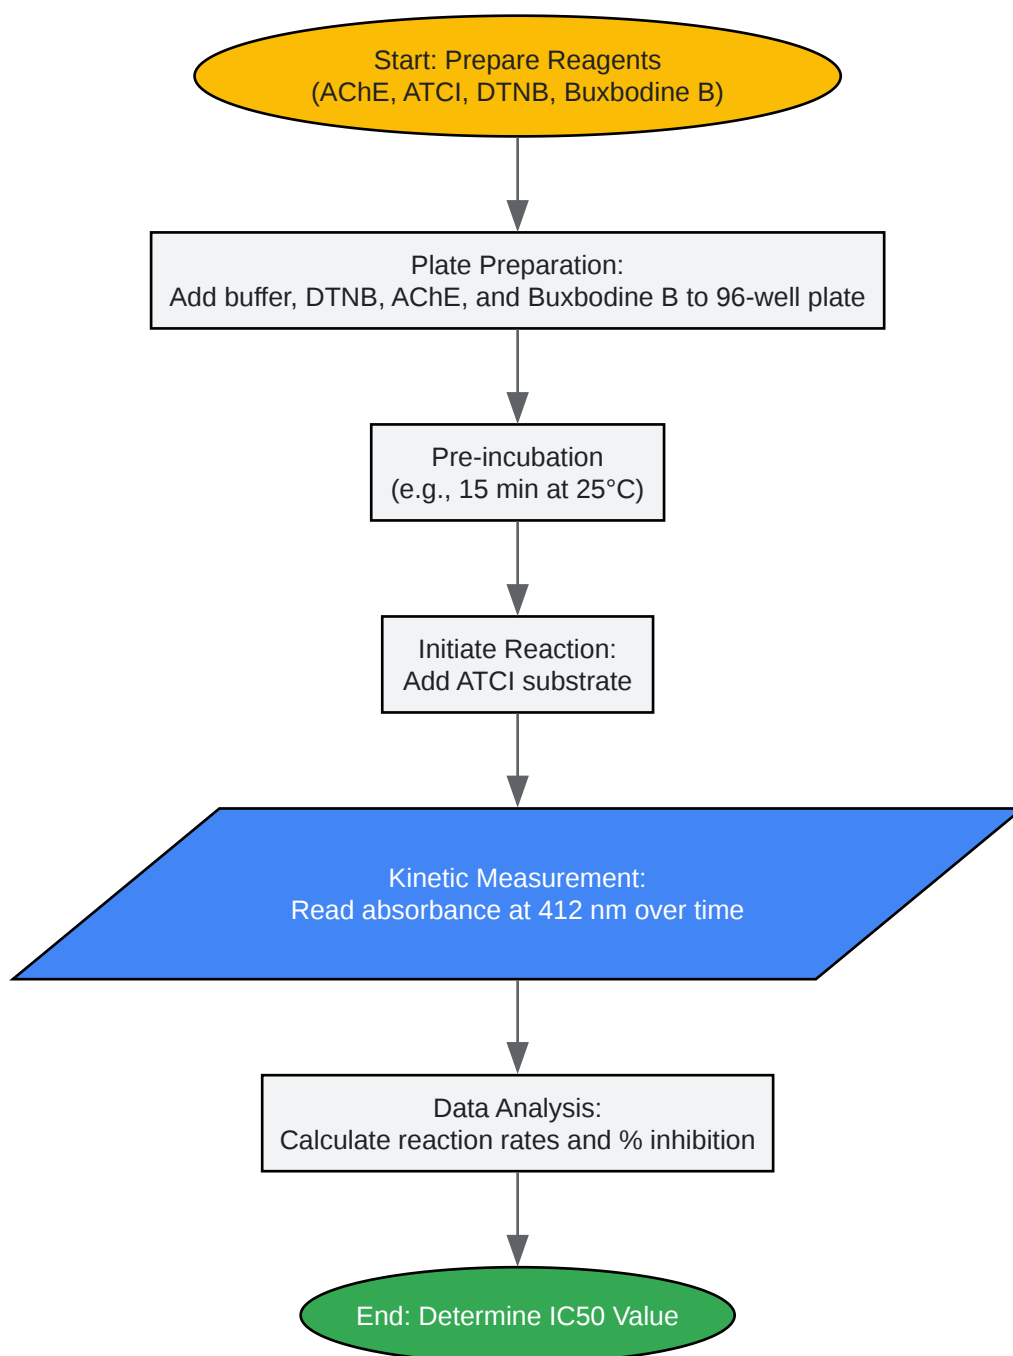 Start: Prepare Reagents
(AChE, ATCI, DTNB, Buxbodine B)
Plate Preparation:
Add buffer, DTNB, AChE, and Buxbodine B to 96-well plate
Pre-incubation
(e.g., 15 min at 25°C)
Initiate Reaction:
Add ATCI substrate
Kinetic Measurement:
Read absorbance at 412 nm over time
Data Analysis:
Calculate reaction rates and % inhibition
End: Determine IC50 Value